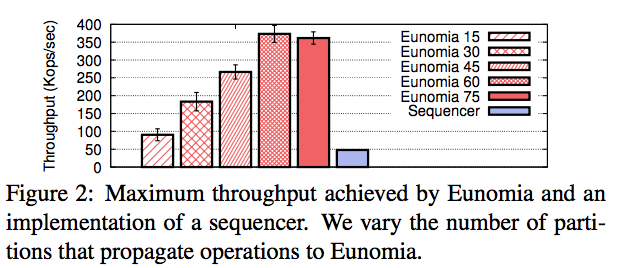 400
350
300
250
200
150
100
50
0
Throughput (Kops/sec)
Eunomia 15
Eunomia 30
Eunomia 45
Eunomia 60
Eunomia 75
Sequencer
Figure 2: Maximum throughput achieved by Eunomia and an
implementation of a sequencer. We vary the number of parti-
tions that propagate operations to Eunomia.